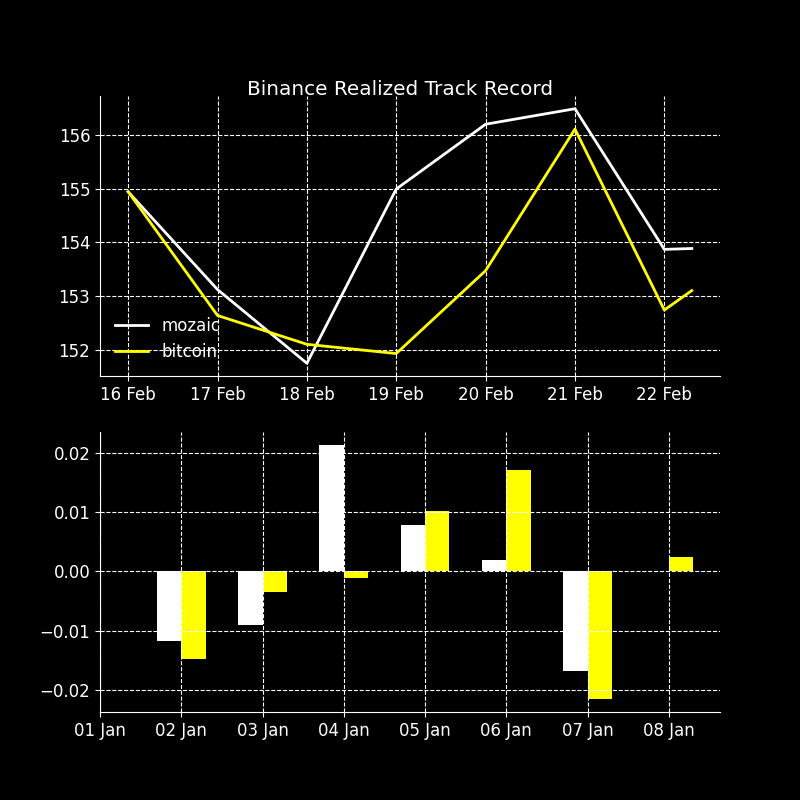 Binance Realized Track Record
156
155
154
153
152
mozaic
bitcoin
16 Feb 17 Feb 18 Feb 19 Feb 20 Feb 21 Feb 22 Feb
0.02
0.01
0.00
−0.01
−0.02
01 Jan 02 Jan 03 Jan 04 Jan 05 Jan 06 Jan 07 Jan 08 Jan